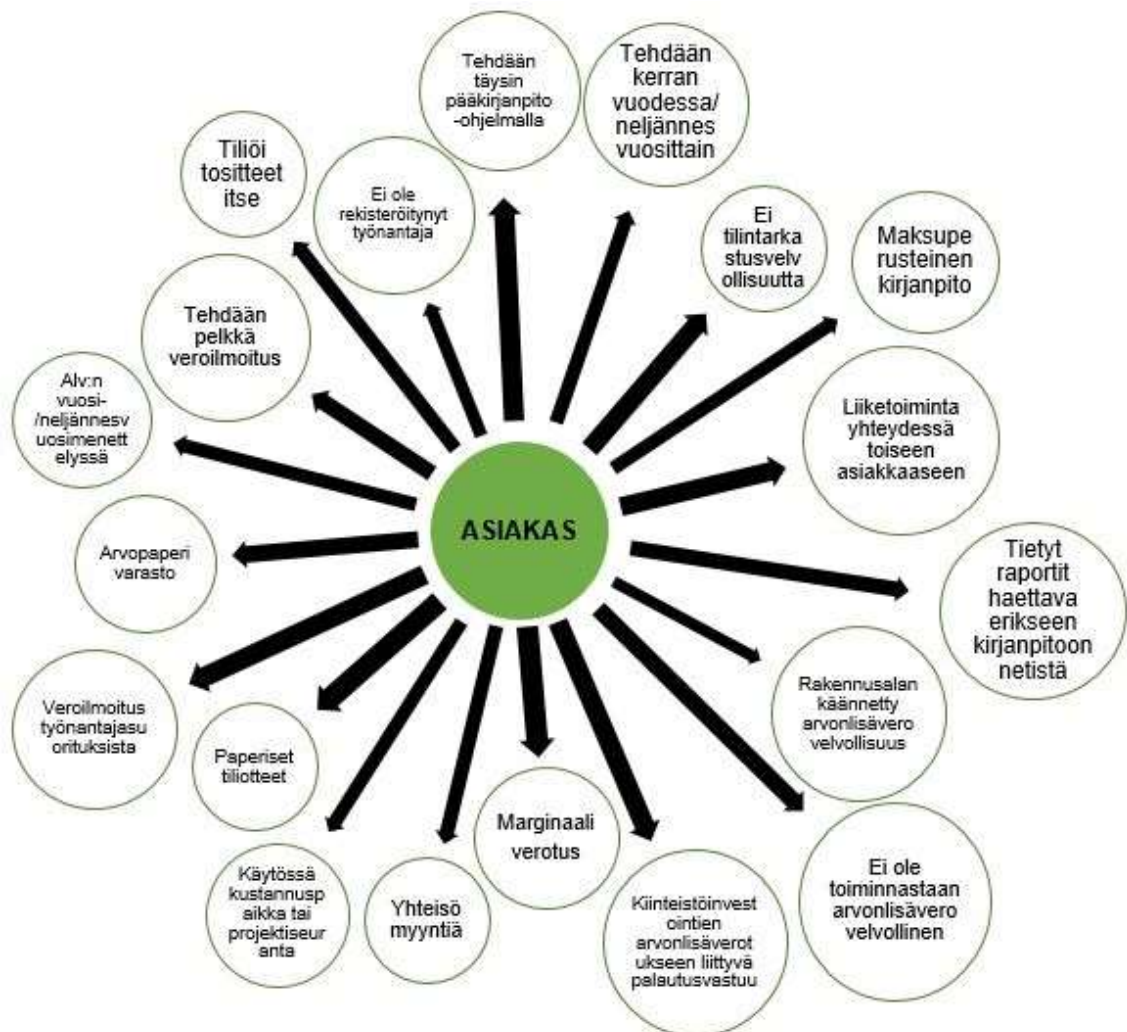 Tehdään
täysin
pääkirjanpito
-ohjelmalla
Tehdään
kerran
vuodessa/
neljännes
vuosittain
Tiliöi
tositteet
itse
Ei ole
rekisteröitynyt
työnantaja
Ei
tilintarka
stusvelv
ollisuutta
Maksupe
rusteinen
kirjanpito
Tehdään
pelkkä
veroilmoitus
Alv:n
vuosi-
/neljännesv
uosimenett
elyssä
Liiketoiminta
yhteydessä
toiseen
asiakkaaseen
ASIAKAS
Arvopaperi
varasto
Tietyt
raportit
haettava
erikseen
kirjanpitoon
netistä
Veroilmoitus
työnantajasu
orituksista
Paperiset
tiliotteet
Rakennusalan
käännetty
arvonlisävero
velvollisuus
Marginaali
verotus
Käytössä
kustannusp
aikka tai
projektiseur
anta
Yhteisö
myyntiä
Kiinteistöinvest
ointien
arvonlisäverot
ukseen liittyvä
palautusvastuu
Ei ole
toiminnastaan
arvonlisävero
velvollinen